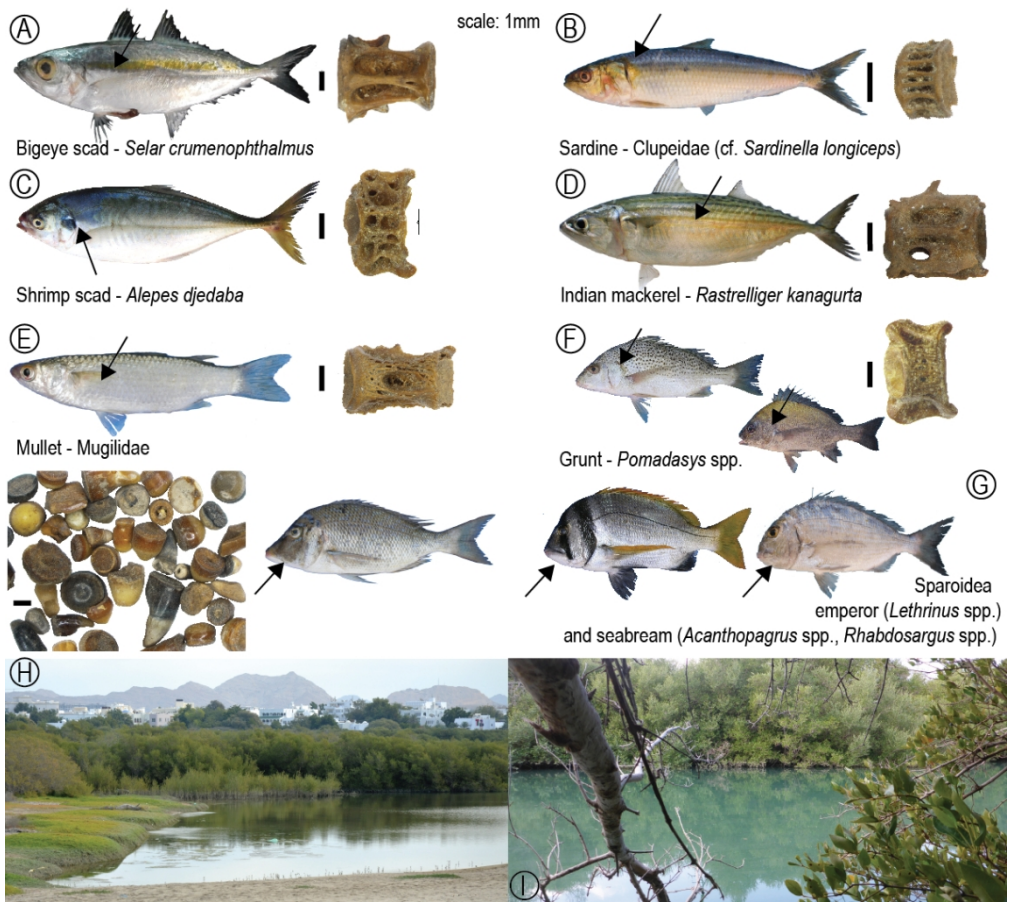 A
scale: 1mm
B
Bigeye scad - Selar crumenophthalmus
Sardine - Clupeidae (cf. Sardinella longiceps)
C
D
Shrimp scad - Alepes djedaba
Indian mackerel - Rastrelliger kanagurta
E
F
Mullet - Mugilidae
Grunt - Pomadasys spp.
G
Sparoidea
emperor (Lethrinus spp.)
and seabream (Acanthopagrus spp., Rhabdosargus spp.)
H
I